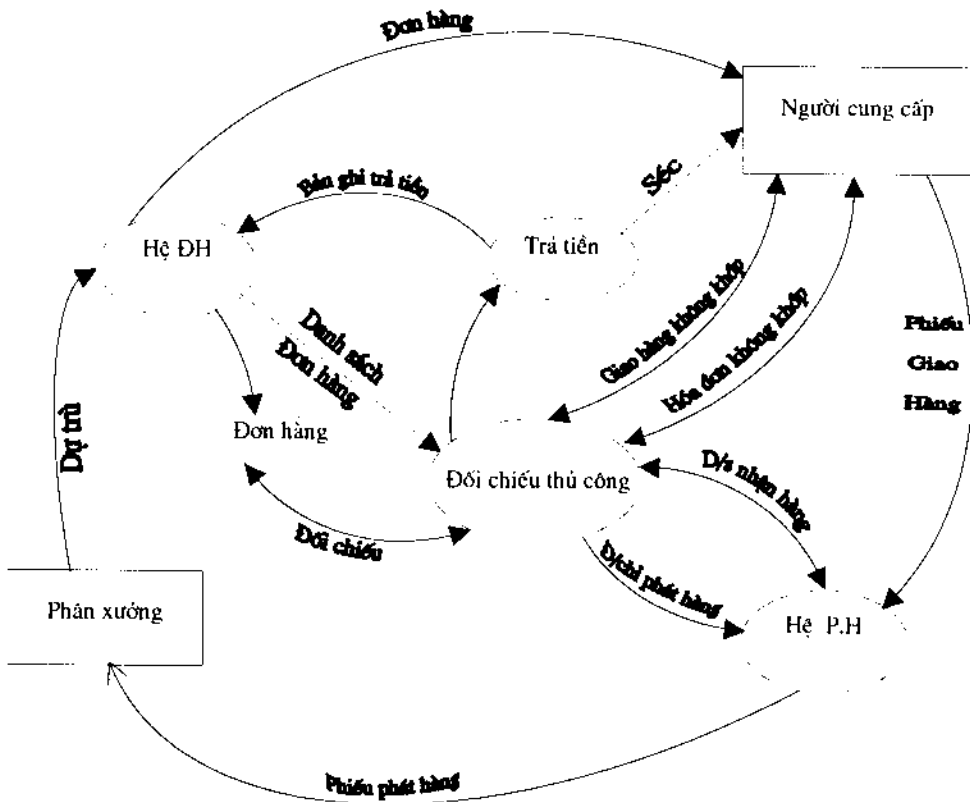 Đơn hàng
Người cung cấp
Séc
Bản ghi trả tiền
Hệ ĐH
Trả tiền
Danh sách
Đơn hàng
Giao hàng không khớp
Hóa đơn không khớp
Phiếu
Giao
Hàng
Dự trù
Đơn hàng
Đối chiếu thủ công
D/s nhận hàng
Đối chiếu
Đ/chỉ phát hàng
Phân xưởng
Hệ P.H
Phiếu phát hàng